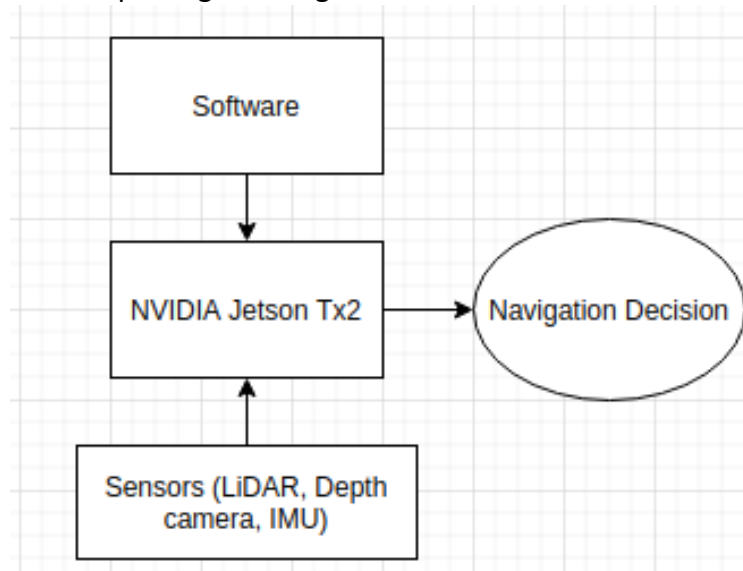 Software
NVIDIA Jetson Tx2
Navigation Decision
Sensors (LiDAR, Depth
camera, IMU)